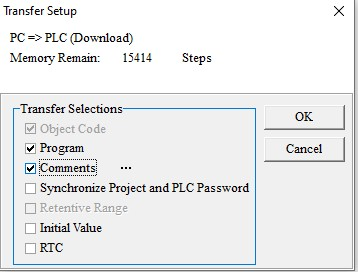 Transfer Setup
PC => PLC (Download)
Memory Remain: 15414 Steps
Transfer Selections
Object Code
Program
Comments ...
Synchronize Project and PLC Password
Retentive Range
Initial Value
RTC
OK
Cancel